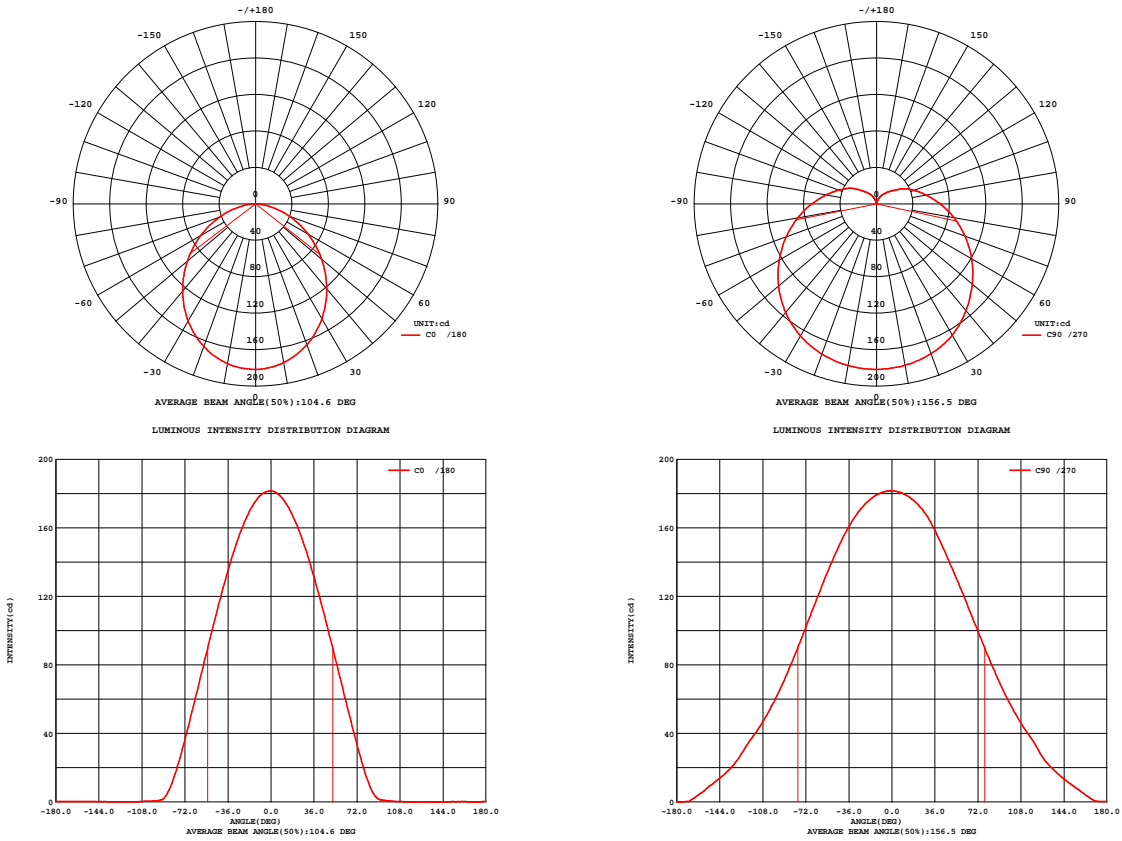 -/+180
-150
150
-120
120
-90
90
-60
60
-30
30
0
0
40
80
120
160
200
UNIT:cd
C0 /180
AVERAGE BEAM ANGLE(50%):104.6 DEG
-/+180
-150
150
-120
120
-90
90
-60
60
-30
30
0
0
40
80
120
160
200
UNIT:cd
C90 /270
AVERAGE BEAM ANGLE(50%):156.5 DEG
LUMINOUS INTENSITY DISTRIBUTION DIAGRAM
C0 /180
INTENSITY(cd)
200
160
120
80
40
0
-180.0 -144.0 -108.0 -72.0 -36.0 0.0 36.0 72.0 108.0 144.0 180.0
ANGLE(DEG)
AVERAGE BEAM ANGLE(50%):104.6 DEG
LUMINOUS INTENSITY DISTRIBUTION DIAGRAM
C90 /270
INTENSITY(cd)
200
160
120
80
40
0
-180.0 -144.0 -108.0 -72.0 -36.0 0.0 36.0 72.0 108.0 144.0 180.0
ANGLE(DEG)
AVERAGE BEAM ANGLE(50%):156.5 DEG